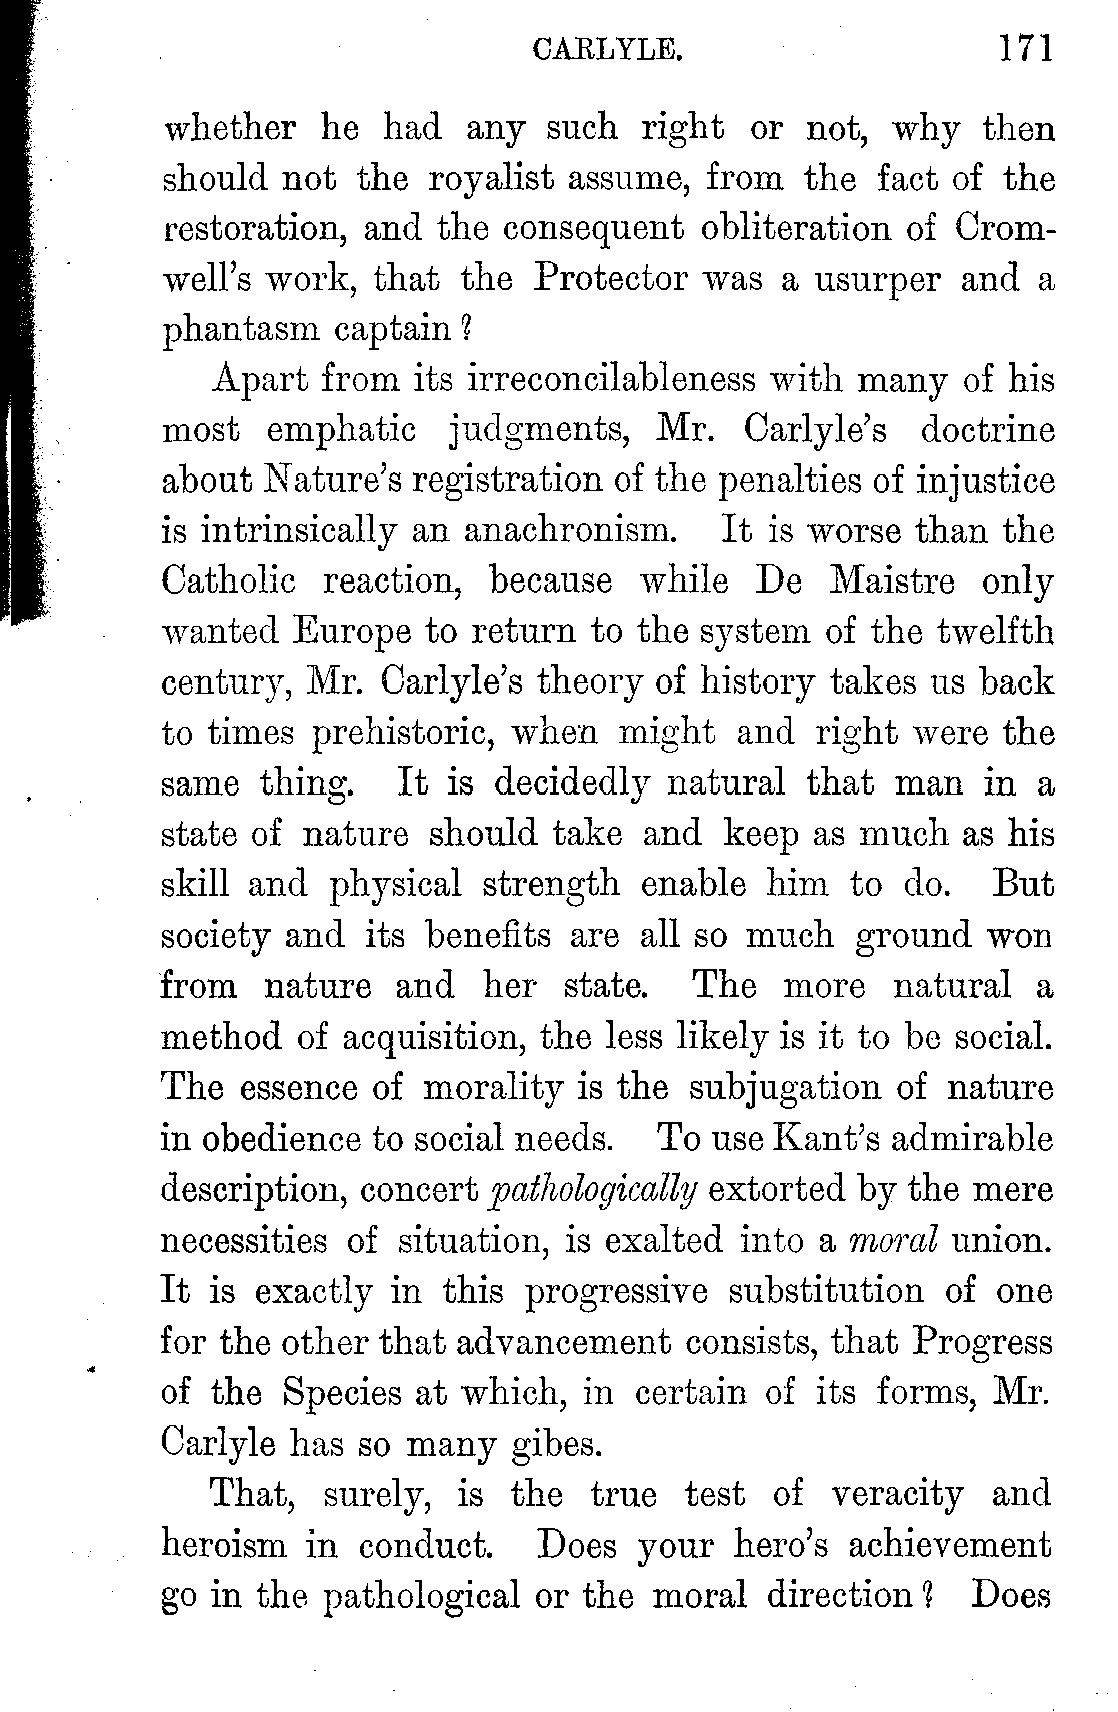 CARLYLE. 171
whether he had any such right or not, why then
should not the royalist assume, from the fact of the
restoration, and the consequent obliteration of Crom-
well's work, that the Protector was a usurper and a
phantasm captain?
Apart from its irreconcilableness with many of his
most emphatic judgments, Mr. Carlyle's doctrine
about Nature's registration of the penalties of injustice
is intrinsically an anachronism. It is worse than the
Catholic reaction, because while De Maistre only
wanted Europe to return to the system of the twelfth
century, Mr. Carlyle's theory of history takes us back
to times prehistoric, when might and right were the
same thing. It is decidedly natural that man in a
state of nature should take and keep as much as his
skill and physical strength enable him to do. But
society and its benefits are all so much ground won
from nature and her state. The more natural a
method of acquisition, the less likely is it to be social.
The essence of morality is the subjugation of nature
in obedience to social needs. To use Kant's admirable
description, concert pathologically extorted by the mere
necessities of situation, is exalted into a moral union.
It is exactly in this progressive substitution of one
for the other that advancement consists, that Progress
of the Species at which, in certain of its forms, Mr.
Carlyle has so many gibes.
That, surely, is the true test of veracity and
heroism in conduct. Does your hero's achievement
go in the pathological or the moral direction? Does